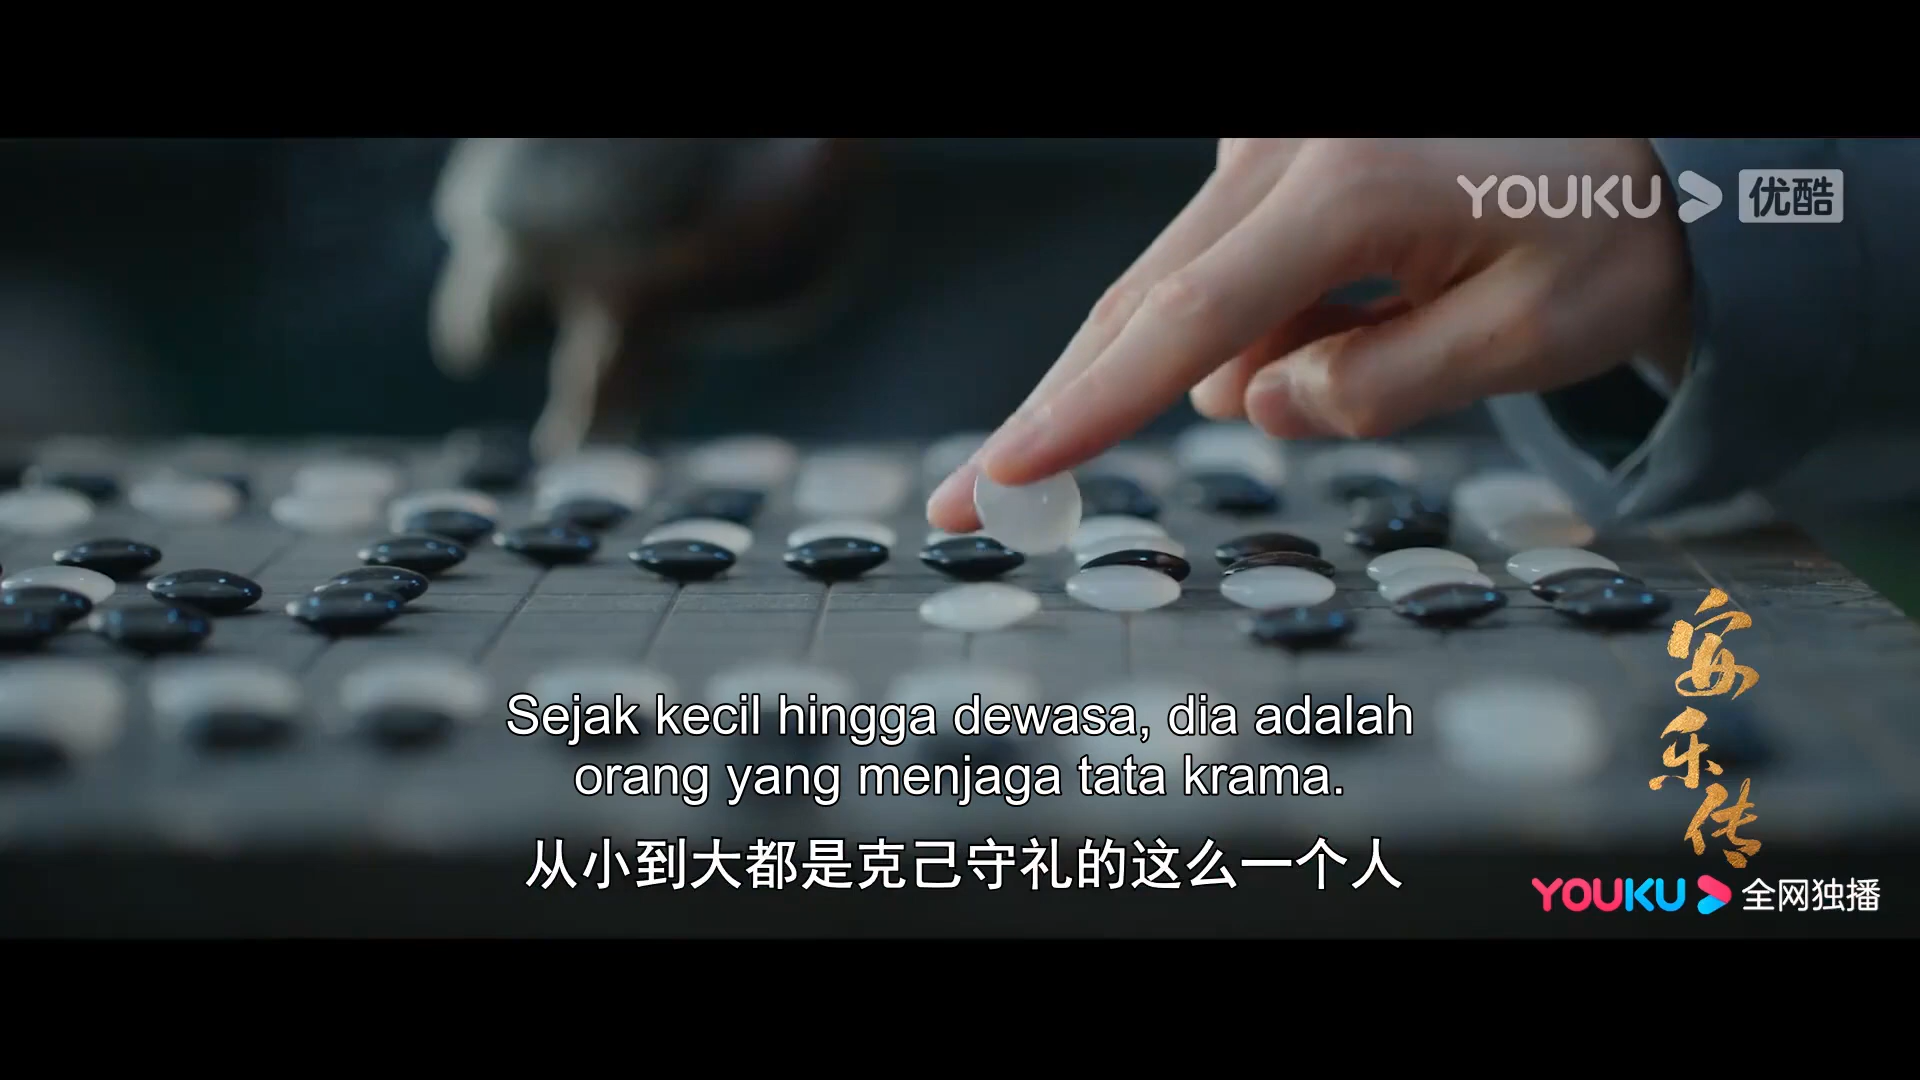 YOUKU 优酷
Sejak kecil hingga dewasa, dia adalah
orang yang menjaga tata krama.
从小到大都是克己守礼的这么一个人
安乐传
YOUKU 全网独播